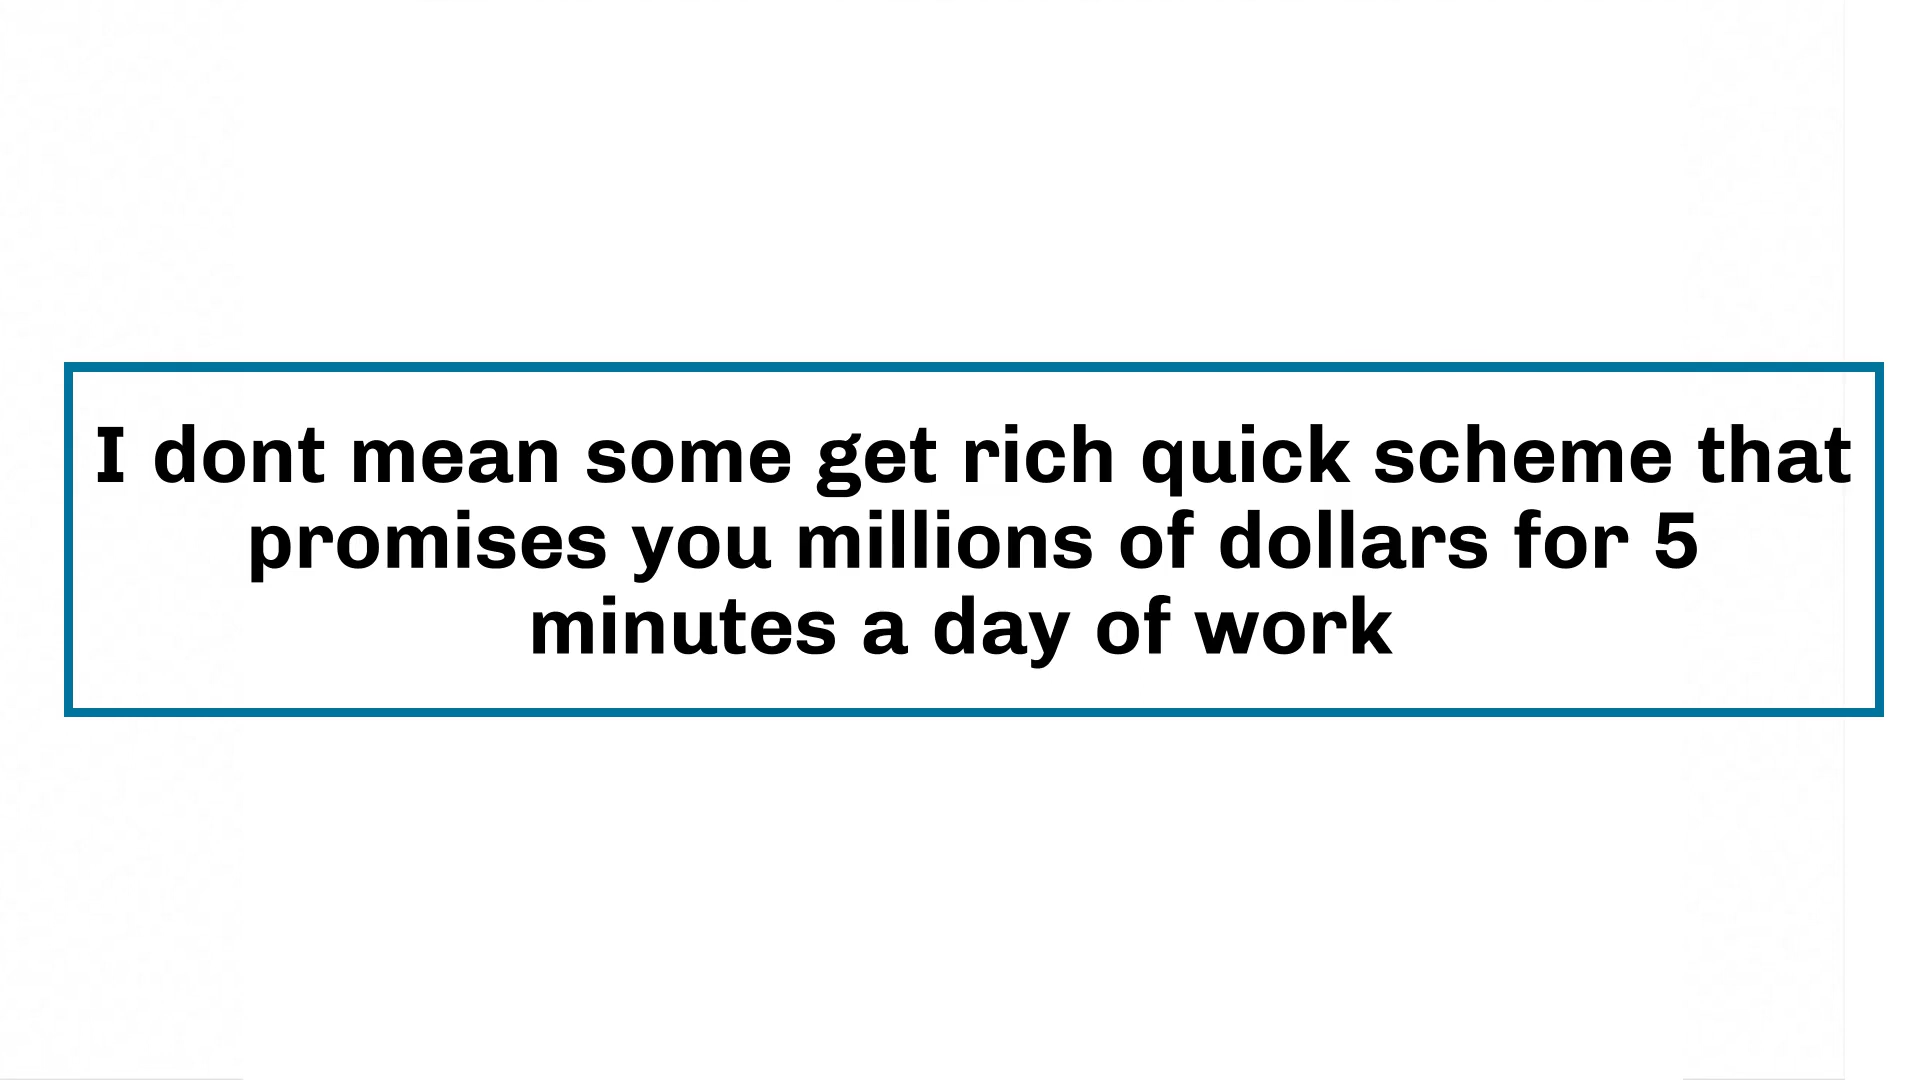 I dont mean some get rich quick scheme that
promises you millions of dollars for 5
minutes a day of work